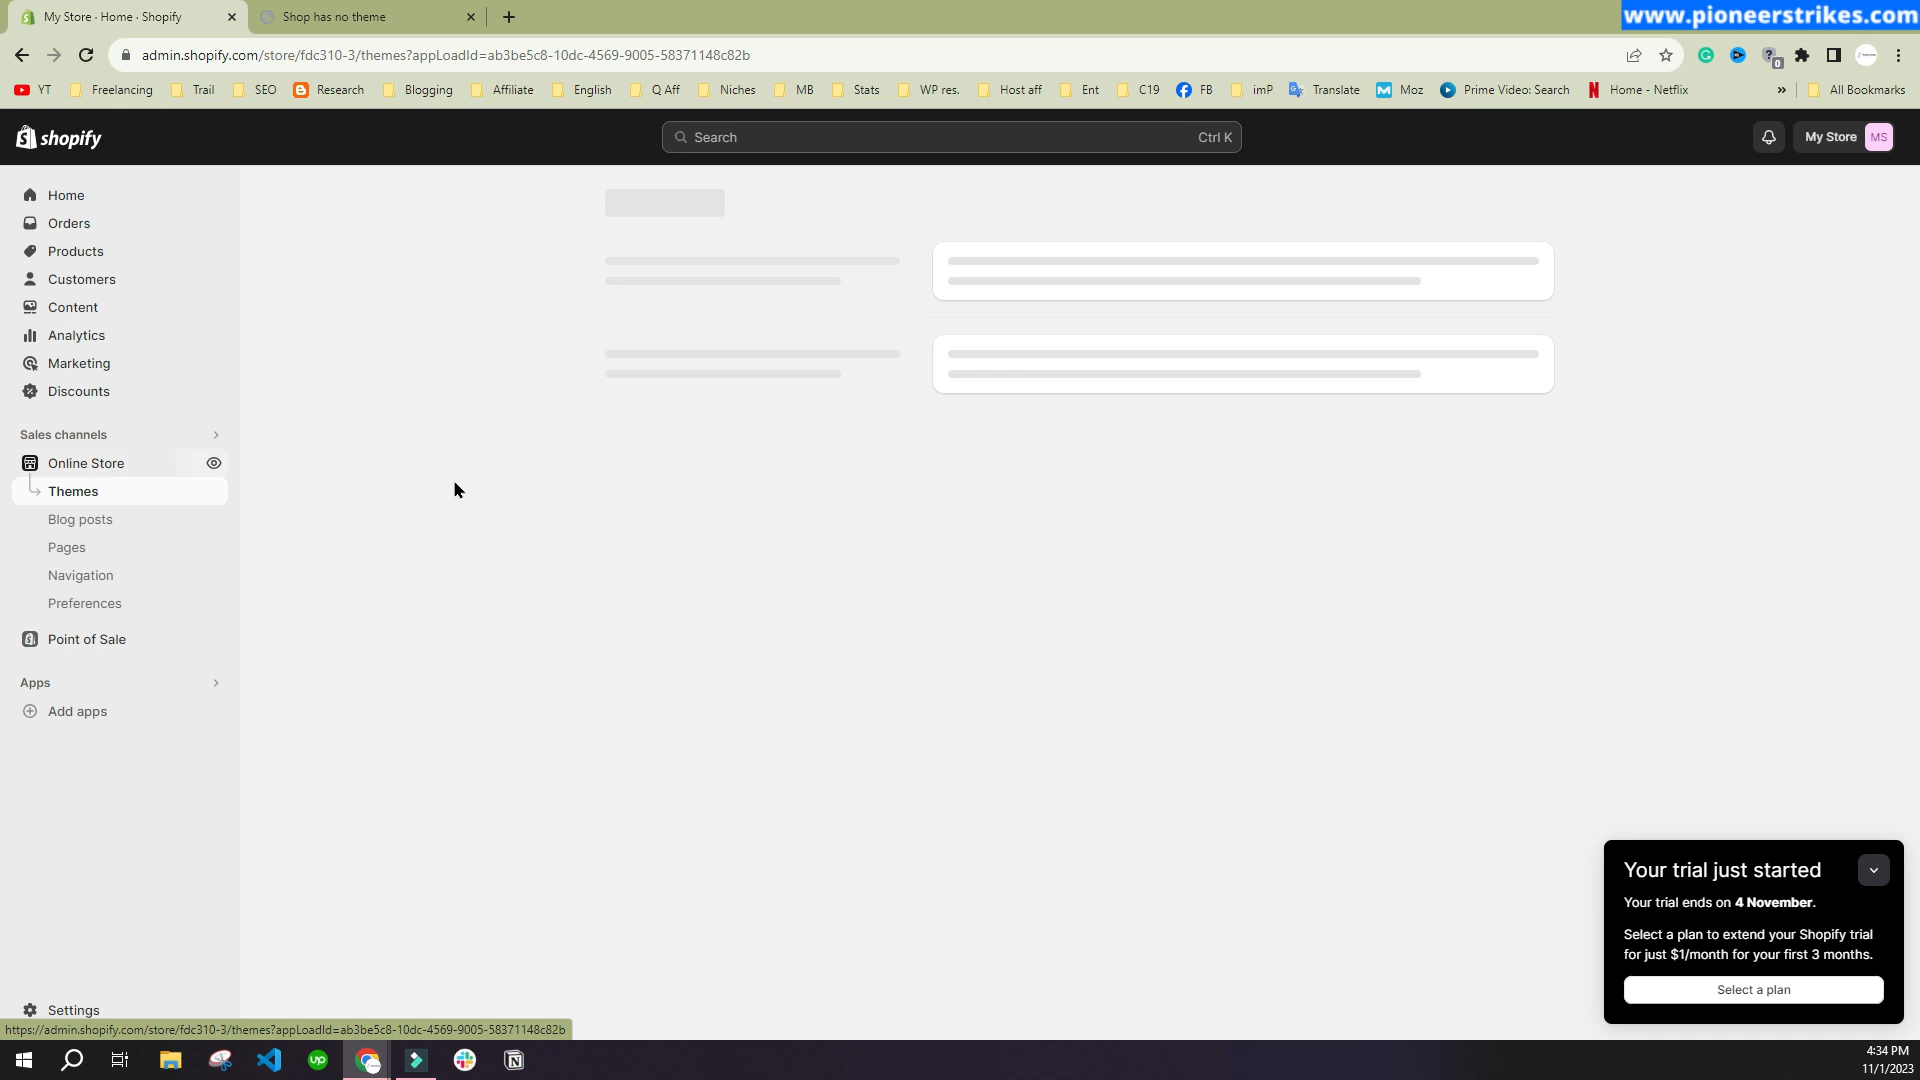 My Store · Home · Shopify
Shop has no theme
www.pioneerstrikes.com
admin.shopify.com/store/fdc310-3/themes?appLoadId=ab3be5c8-10dc-4569-9005-58371148c82b
0
YT
Freelancing
Trail
SEO
Research
Blogging
Affiliate
English
Q Aff
Niches
MB
Stats
WP res.
Host aff
Ent
C19
FB
imP
Translate
Moz
Prime Video: Search
Home - Netflix
»
All Bookmarks
shopify
Search
Ctrl K
My Store
MS
Home
Orders
Products
Customers
Content
Analytics
Marketing
Discounts
Sales channels
Online Store
Themes
Blog posts
Pages
Navigation
Preferences
Point of Sale
Apps
Add apps
Your trial just started
Your trial ends on 4 November.
Select a plan to extend your Shopify trial
for just $1/month for your first 3 months.
Select a plan
Settings
https://admin.shopify.com/store/fdc310-3/themes?appLoadId=ab3be5c8-10dc-4569-9005-58371148c82b
up
4:34 PM
11/1/2023